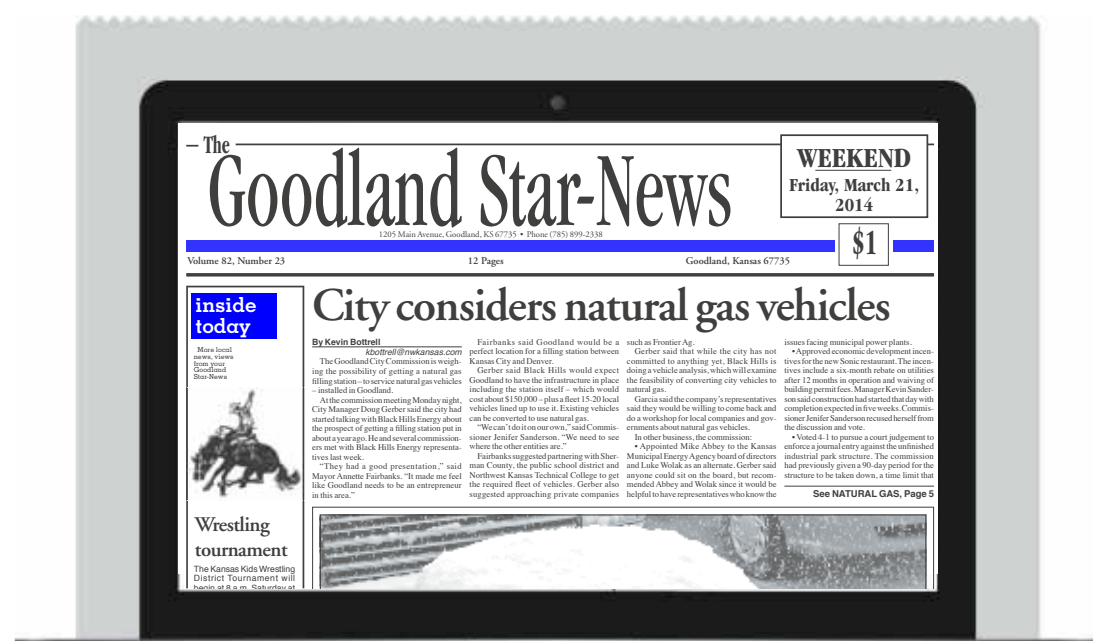 The
Goodland Star-News
WEEKEND
Friday, March 21,
2014
1205 Main Avenue, Goodland, KS 67735 • Phone (785) 899-2338
$1
Volume 82, Number 23
12 Pages
Goodland, Kansas 67735
inside
today
More local
news, views
from your
Goodland
Star-News
Wrestling
tournament
The Kansas Kids Wrestling
District Tournament will
begin at 8 a.m. Saturday at
City considers natural gas vehicles
By Kevin Bottrell
kbottrell@nwkansas.com
The Goodland City Commission is weigh-
ing the possibility of getting a natural gas
filling station – to service natural gas vehicles
– installed in Goodland.
At the commission meeting Monday night,
City Manager Doug Gerber said the city had
started talking with Black Hills Energy about
the prospect of getting a filling station put in
about a year ago. He and several commission-
ers met with Black Hills Energy representa-
tives last week.
“They had a good presentation,” said
Mayor Annette Fairbanks. “It made me feel
like Goodland needs to be an entrepreneur
in this area.”
Fairbanks said Goodland would be a
perfect location for a filling station between
Kansas City and Denver.
Gerber said Black Hills would expect
Goodland to have the infrastructure in place
including the station itself – which would
cost about $150,000 – plus a fleet 15-20 local
vehicles lined up to use it. Existing vehicles
can be converted to use natural gas.
“We can’t do it on our own,” said Commis-
sioner Jenifer Sanderson. “We need to see
where the other entities are.”
Fairbanks suggested partnering with Sher-
man County, the public school district and
Northwest Kansas Technical College to get
the required fleet of vehicles. Gerber also
suggested approaching private companies
such as Frontier Ag.
Gerber said that while the city has not
committed to anything yet, Black Hills is
doing a vehicle analysis, which will examine
the feasibility of converting city vehicles to
natural gas.
Garcia said the company’s representatives
said they would be willing to come back and
do a workshop for local companies and gov-
ernments about natural gas vehicles.
In other business, the commission:
• Appointed Mike Abbey to the Kansas
Municipal Energy Agency board of directors
and Luke Wolak as an alternate. Gerber said
anyone could sit on the board, but recom-
mended Abbey and Wolak since it would be
helpful to have representatives who know the
issues facing municipal power plants.
• Approved economic development incen-
tives for the new Sonic restaurant. The incen-
tives include a six-month rebate on utilities
after 12 months in operation and waiving of
building permit fees. Manager Kevin Sander-
son said construction had started that day with
completion expected in five weeks. Commis-
sioner Jenifer Sanderson recused herself from
the discussion and vote.
• Voted 4-1 to pursue a court judgement to
enforce a journal entry against the unfinished
industrial park structure. The commission
had previously given a 90-day period for the
structure to be taken down, a time limit that
See NATURAL GAS, Page 5